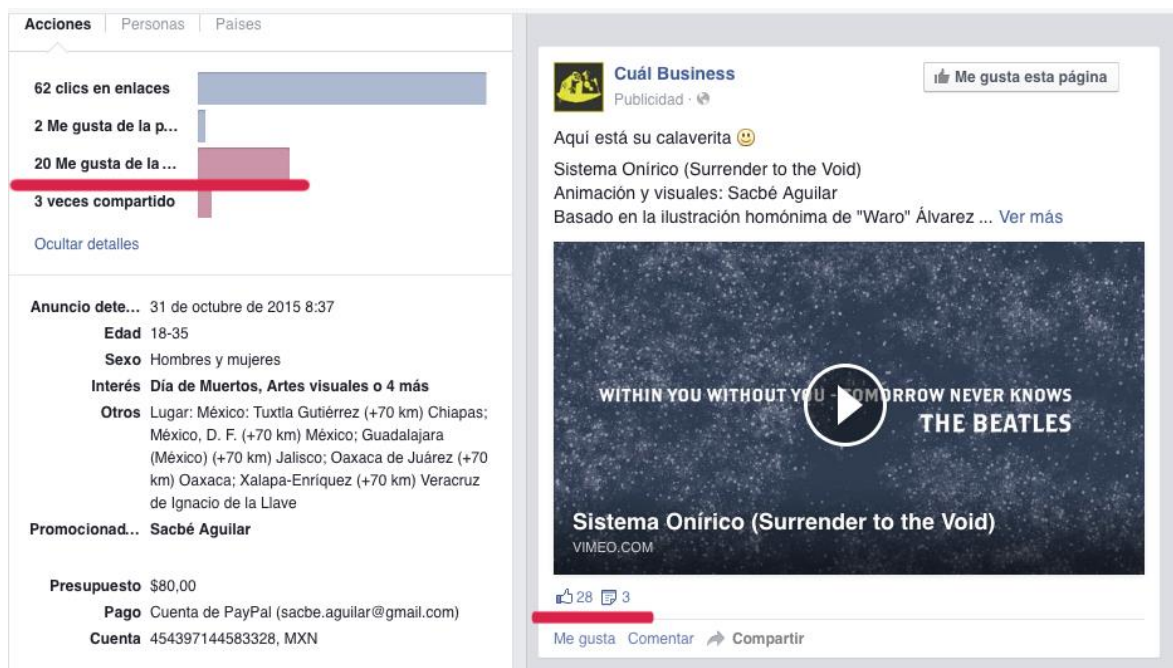 Acciones Personas Países
62 clics en enlaces
2 Me gusta de la p...
20 Me gusta de la ...
3 veces compartido
Ocultar detalles
Anuncio dete... 31 de octubre de 2015 8:37
Edad 18-35
Sexo Hombres y mujeres
Interés Día de Muertos, Artes visuales o 4 más
Otros Lugar: México: Tuxtla Gutiérrez (+70 km) Chiapas;
México, D. F. (+70 km) México; Guadalajara
(México) (+70 km) Jalisco; Oaxaca de Juárez (+70
km) Oaxaca; Xalapa-Enríquez (+70 km) Veracruz
de Ignacio de la Llave
Promocionad... Sacbé Aguilar
Presupuesto $80,00
Pago Cuenta de PayPal (sacbe.aguilar@gmail.com)
Cuenta 454397144583328, MXN
Cuál Business
Publicidad ·
Me gusta esta página
Aquí está su calaverita
Sistema Onírico (Surrender to the Void)
Animación y visuales: Sacbé Aguilar
Basado en la ilustración homónima de "Waro" Álvarez ... Ver más
WITHIN YOU WITHOUT YOU - TOMORROW NEVER KNOWS
THE BEATLES
Sistema Onírico (Surrender to the Void)
VIMEO.COM
28 3
Me gusta Comentar Compartir